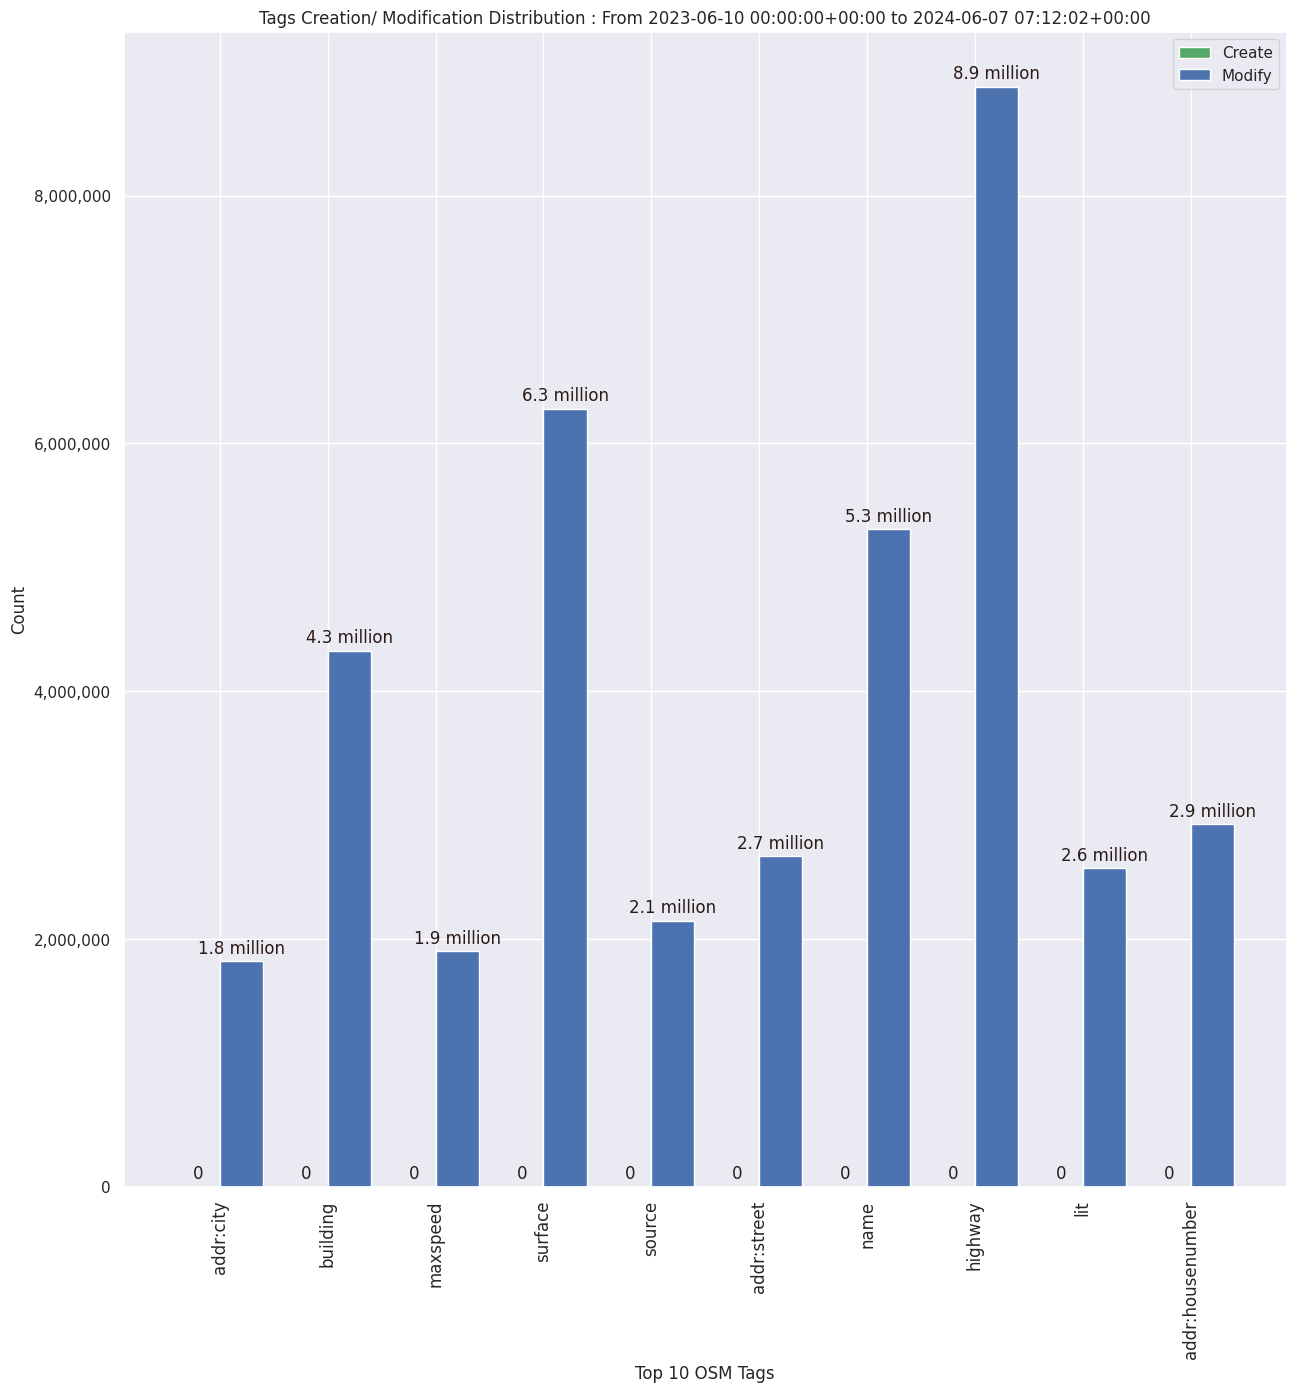 Tags Creation/ Modification Distribution : From 2023-06-10 00:00:00+00:00 to 2024-06-07 07:12:02+00:00
Create
Modify
8.9 million
8,000,000
6.3 million
6,000,000
5.3 million
Count
4.3 million
4,000,000
2.9 million
2.7 million
2.6 million
2.1 million
2,000,000
1.9 million
1.8 million
0 0 0 0 0 0 0 0 0 0
0
addr:city
building
maxspeed
surface
source
addr:street
name
highway
lit
addr:housenumber
Top 10 OSM Tags